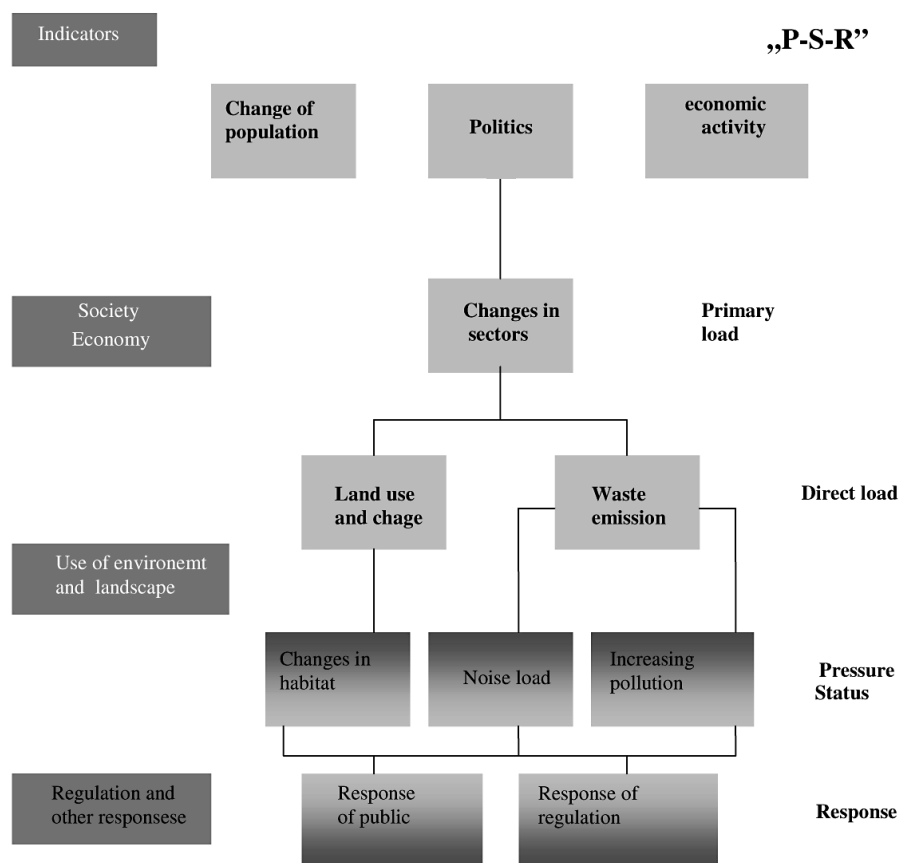 Indicators
„P-S-R”
Change of
population
Politics
economic
activity
Society
Economy
Changes in
sectors
Primary
load
Land use
and chage
Waste
emission
Direct load
Use of environemt
and landscape
Changes in
habitat
Noise load
Increasing
pollution
Pressure
Status
Regulation and
other responsese
Response
of public
Response of
regulation
Response